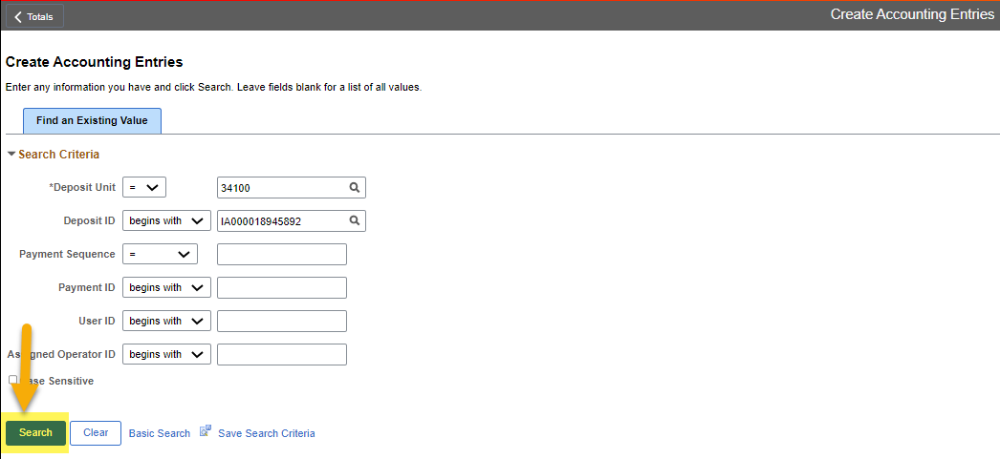 Totals
Create Accounting Entries
Create Accounting Entries
Enter any information you have and click Search. Leave fields blank for a list of all values.
Find an Existing Value
Search Criteria
*Deposit Unit = 34100
Deposit ID begins with IA000018945892
Payment Sequence =
Payment ID begins with
User ID begins with
Operator ID begins with
Sensitive
Search Clear Basic Search Save Search Criteria